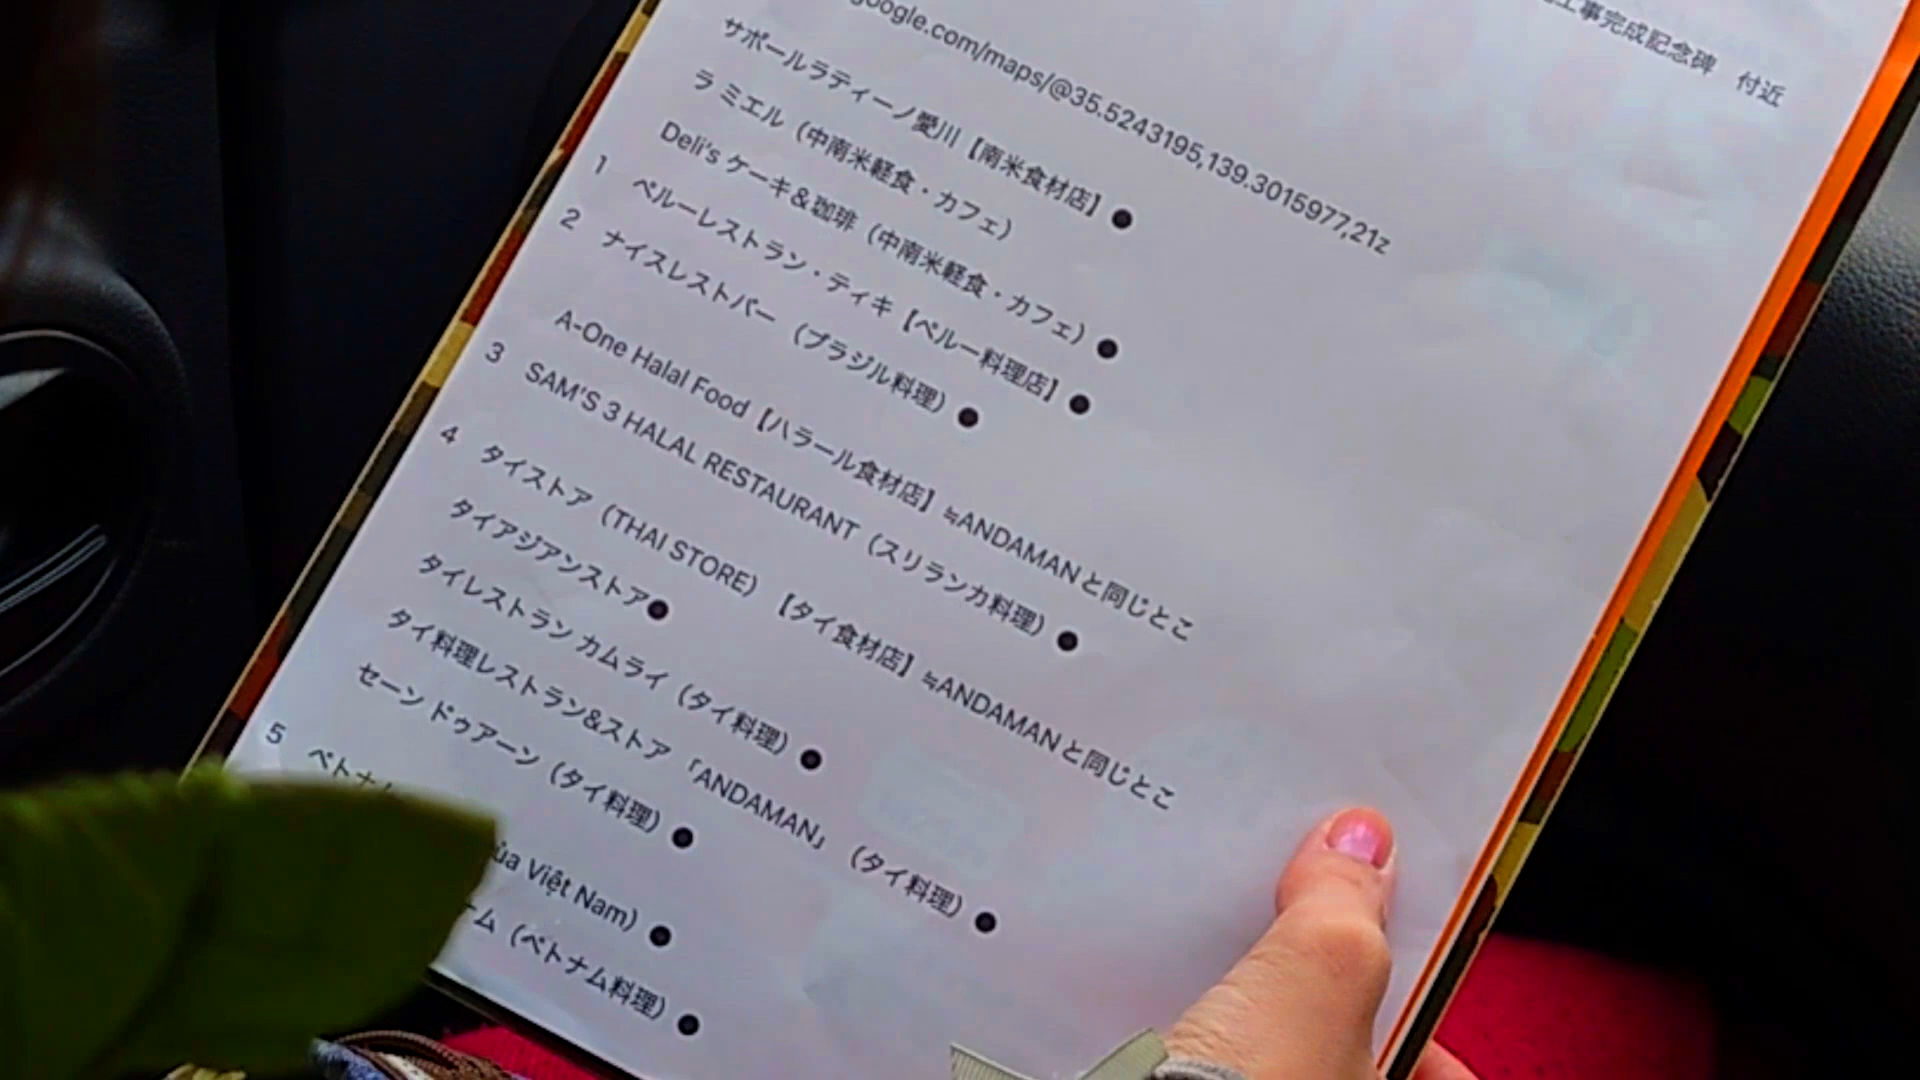 工事完成記念碑　付近
google.com/maps/@35.5243195,139.3015977,21z
サポールラティーノ愛川【南米食材店】●
ラ ミエル（中南米軽食・カフェ）
Deli's ケーキ＆珈琲（中南米軽食・カフェ）●
1　ペルーレストラン・ティキ【ペルー料理店】●
2　ナイスレストバー （ブラジル料理）●
A-One Halal Food【ハラール食材店】≒ANDAMANと同じとこ
3　SAM'S 3 HALAL RESTAURANT（スリランカ料理）●
4　タイストア（THAI STORE）【タイ食材店】≒ANDAMANと同じとこ
タイアジアンストア●
タイレストラン カムライ（タイ料理）●
タイ料理レストラン&ストア「ANDAMAN」（タイ料理）●
セーン ドゥアーン（タイ料理）●
5　ベトナム
ủa Việt Nam）●
ム（ベトナム料理）●